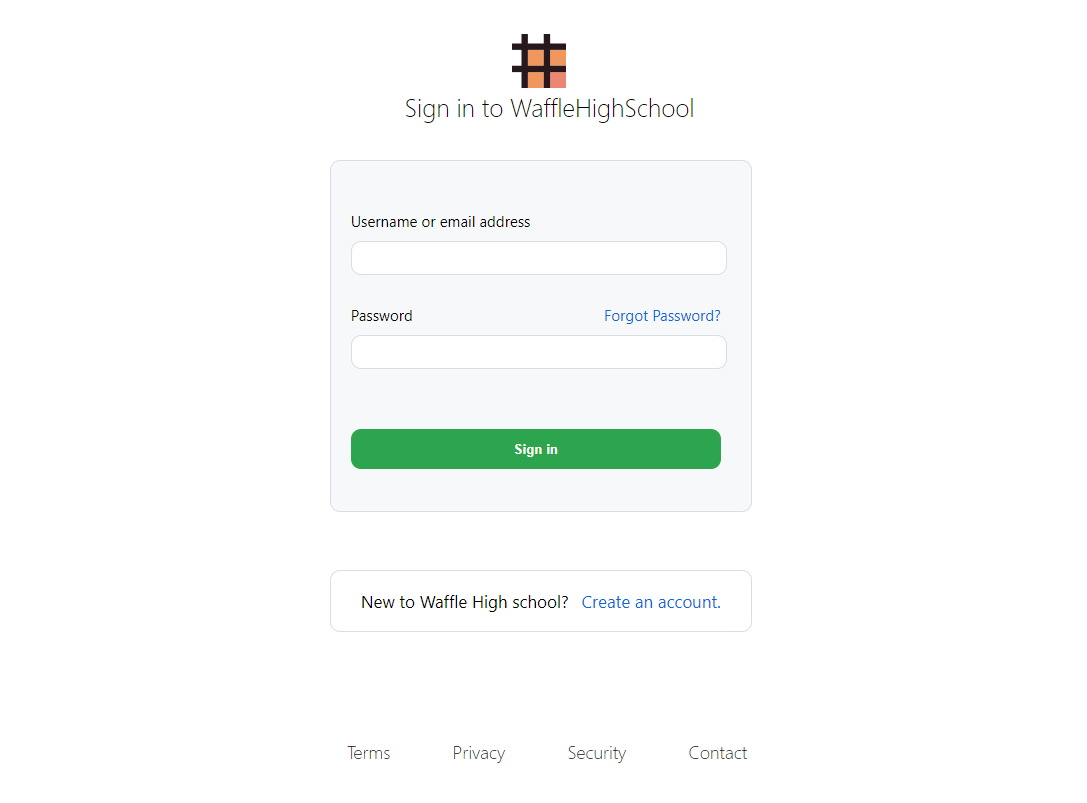 Sign in to WaffleHighSchool
Username or email address
Password Forgot Password?
Sign in
New to Waffle High school? Create an account.
Terms Privacy Security Contact